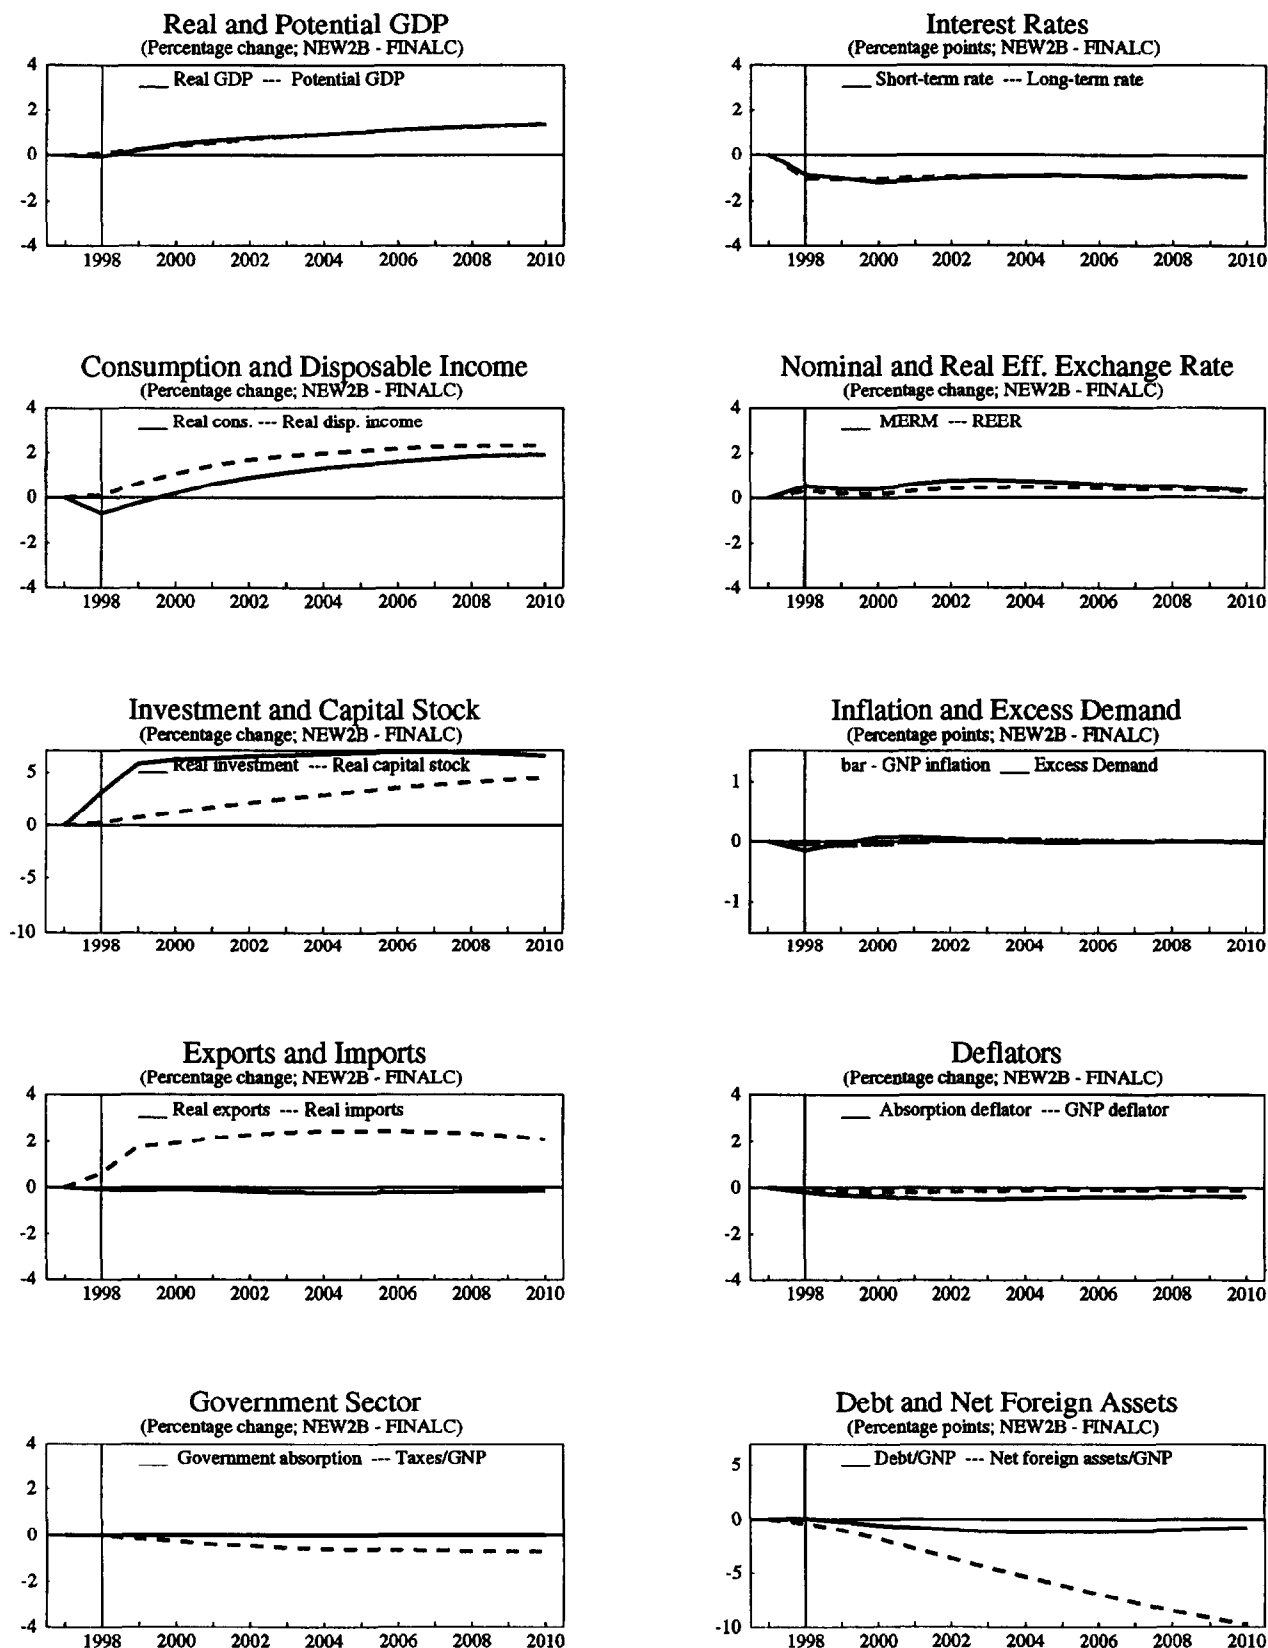 Real and Potential GDP
(Percentage change; NEW2B - FINALC)
4
___ Real GDP --- Potential GDP
2
0
-2
-4
1998 2000 2002 2004 2006 2008 2010
Interest Rates
(Percentage points; NEW2B - FINALC)
4
___ Short-term rate --- Long-term rate
2
0
-2
-4
1998 2000 2002 2004 2006 2008 2010
Consumption and Disposable Income
(Percentage change; NEW2B - FINALC)
4
___ Real cons. --- Real disp. income
2
0
-2
-4
1998 2000 2002 2004 2006 2008 2010
Nominal and Real Eff. Exchange Rate
(Percentage change; NEW2B - FINALC)
4
___ MERM --- REER
2
0
-2
-4
1998 2000 2002 2004 2006 2008 2010
Investment and Capital Stock
(Percentage change; NEW2B - FINALC)
___ Real investment --- Real capital stock
5
0
-5
-10
1998 2000 2002 2004 2006 2008 2010
Inflation and Excess Demand
(Percentage points; NEW2B - FINALC)
bar - GNP inflation ___ Excess Demand
1
0
-1
1998 2000 2002 2004 2006 2008 2010
Exports and Imports
(Percentage change; NEW2B - FINALC)
4
___ Real exports --- Real imports
2
0
-2
-4
1998 2000 2002 2004 2006 2008 2010
Deflators
(Percentage change; NEW2B - FINALC)
4
___ Absorption deflator --- GNP deflator
2
0
-2
-4
1998 2000 2002 2004 2006 2008 2010
Government Sector
(Percentage change; NEW2B - FINALC)
4
___ Government absorption --- Taxes/GNP
2
0
-2
-4
1998 2000 2002 2004 2006 2008 2010
Debt and Net Foreign Assets
(Percentage points; NEW2B - FINALC)
___ Debt/GNP --- Net foreign assets/GNP
5
0
-5
-10
1998 2000 2002 2004 2006 2008 2010